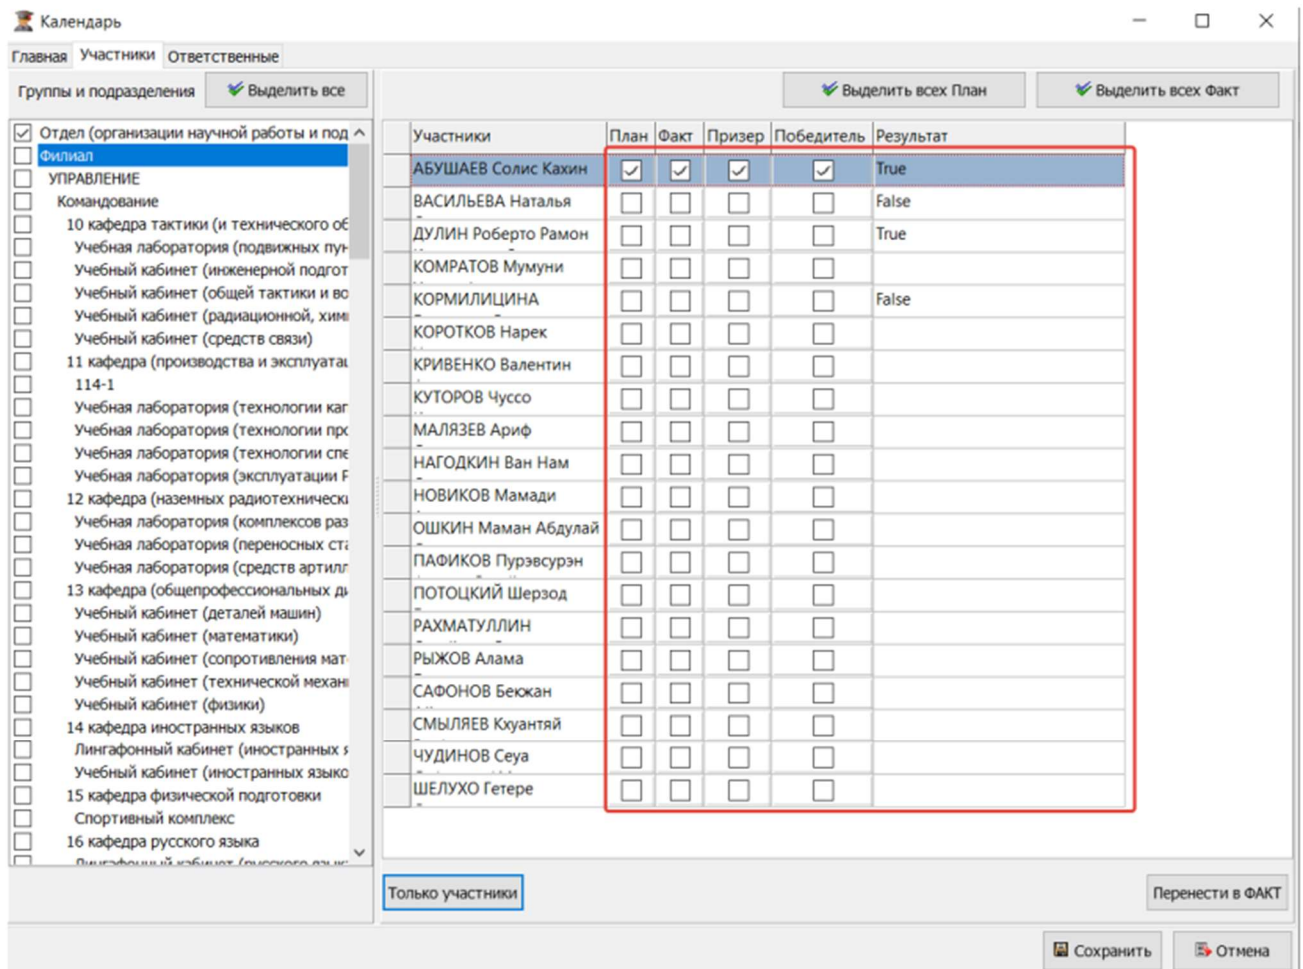 Календарь
Главная Участники Ответственные
Группы и подразделения Выделить все
Выделить всех План Выделить всех Факт
Отдел (организации научной работы и под
Филиал
УПРАВЛЕНИЕ
Командование
10 кафедра тактики (и технического об
Учебная лаборатория (подвижных пун
Учебный кабинет (инженерной подгот
Учебный кабинет (общей тактики и во
Учебный кабинет (радиационной, хими
Учебный кабинет (средств связи)
11 кафедра (производства и эксплуатац
114-1
Учебная лаборатория (технологии кап
Учебная лаборатория (технологии про
Учебная лаборатория (технологии спе
Учебная лаборатория (эксплуатации Р
12 кафедра (наземных радиотехнически
Учебная лаборатория (комплексов раз
Учебная лаборатория (переносных ста
Учебная лаборатория (средств артилл
13 кафедра (общепрофессиональных ди
Учебный кабинет (деталей машин)
Учебный кабинет (математики)
Учебный кабинет (сопротивления мат
Учебный кабинет (технической механи
Учебный кабинет (физики)
14 кафедра иностранных языков
Лингафонный кабинет (иностранных я
Учебный кабинет (иностранных языко
15 кафедра физической подготовки
Спортивный комплекс
16 кафедра русского языка
Участники План Факт Призер Победитель Результат
АБУШАЕВ Солис Кахин True
ВАСИЛЬЕВА Наталья False
ДУЛИН Роберто Рамон True
КОМРАТОВ Мумуни
КОРМИЛИЦИНА False
КОРОТКОВ Нарек
КРИВЕНКО Валентин
КУТОРОВ Чуссо
МАЛЯЗЕВ Ариф
НАГОДКИН Ван Нам
НОВИКОВ Мамади
ОШКИН Маман Абдулай
ПАФИКОВ Пурэвсурэн
ПОТОЦКИЙ Шерзод
РАХМАТУЛЛИН
РЫЖОВ Алама
САФОНОВ Бекжан
СМЫЛЯЕВ Кхуантяй
ЧУДИНОВ Сеуа
ШЕЛУХО Гетере
Только участники Перенести в ФАКТ
Сохранить Отмена